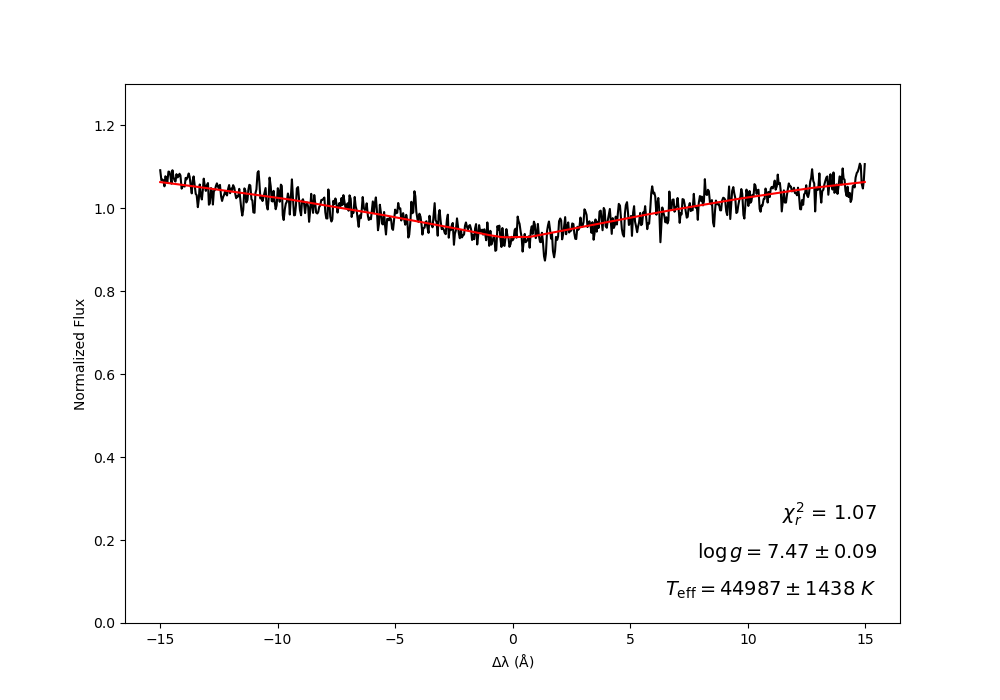 1.2
1.0
0.8
0.6
0.4
0.2
0.0
Normalized Flux
χ²ᵣ = 1.07
log g = 7.47 ± 0.09
T_eff = 44987 ± 1438 K
−15 −10 −5 0 5 10 15
Δλ (Å)